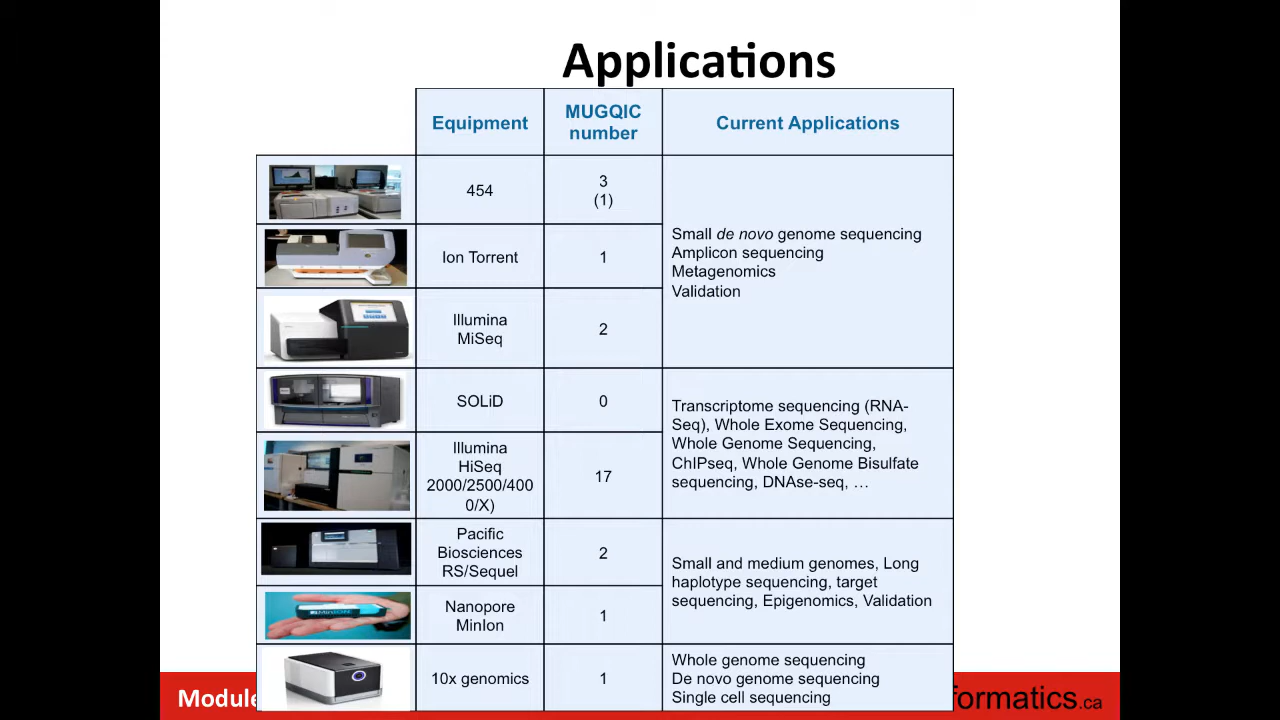 Applications
Equipment
MUGQIC
number
Current Applications
454
3
(1)
Small de novo genome sequencing
Amplicon sequencing
Metagenomics
Validation
Ion Torrent
1
Illumina
MiSeq
2
SOLiD
0
Transcriptome sequencing (RNA-
Seq), Whole Exome Sequencing,
Whole Genome Sequencing,
ChIPseq, Whole Genome Bisulfate
sequencing, DNAse-seq, …
Illumina
HiSeq
2000/2500/400
0/X)
17
Pacific
Biosciences
RS/Sequel
2
Small and medium genomes, Long
haplotype sequencing, target
sequencing, Epigenomics, Validation
Nanopore
MinIon
1
MinION
10x genomics
1
Whole genome sequencing
De novo genome sequencing
Single cell sequencing
Module
formatics.ca